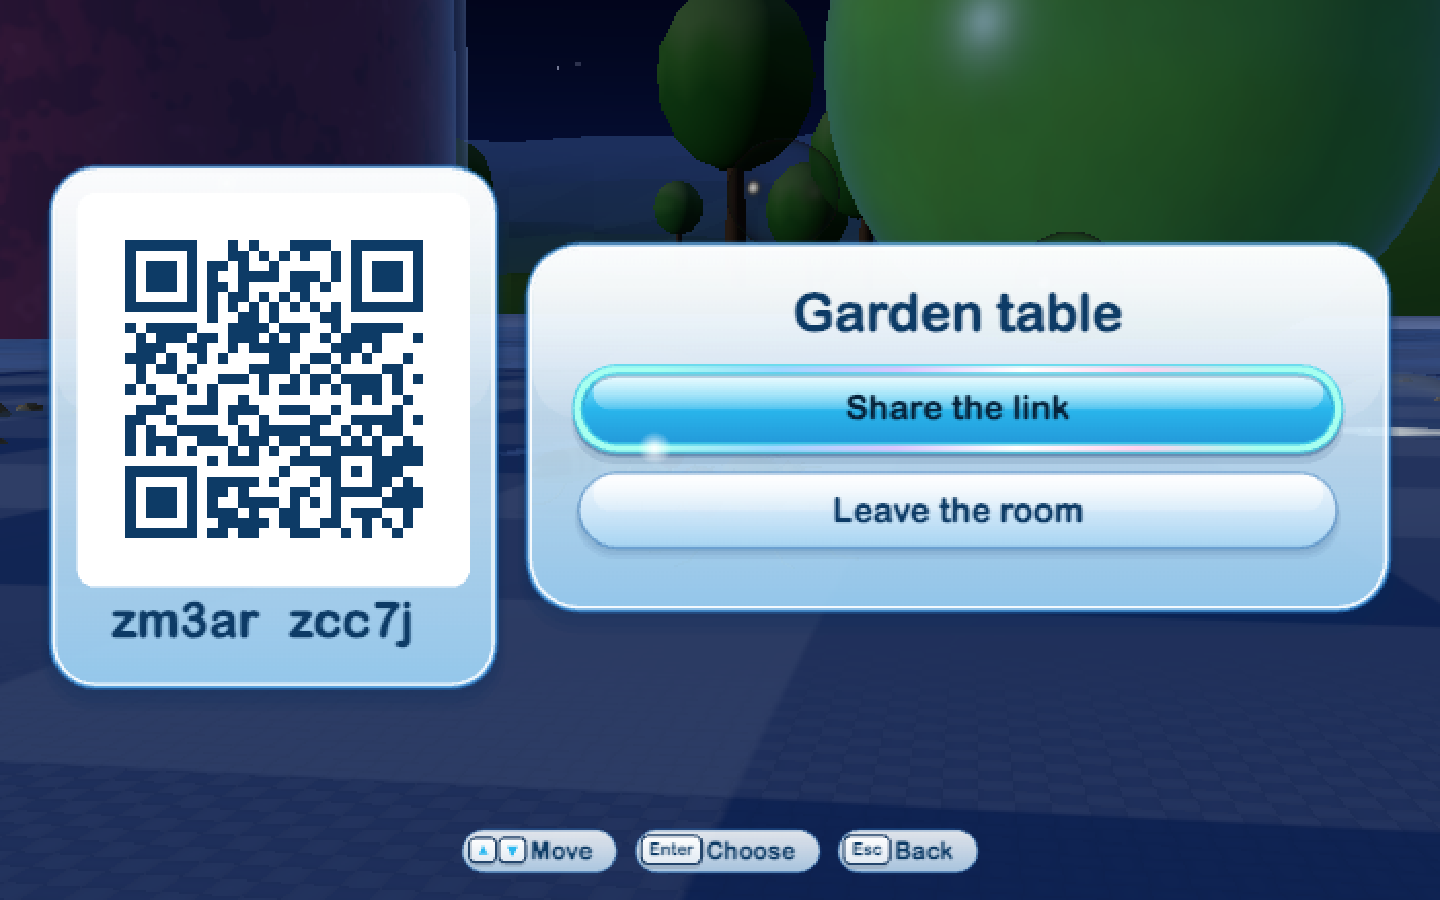 Garden table
Share the link
Leave the room
zm3ar zcc7j
Move
Enter Choose
Esc Back